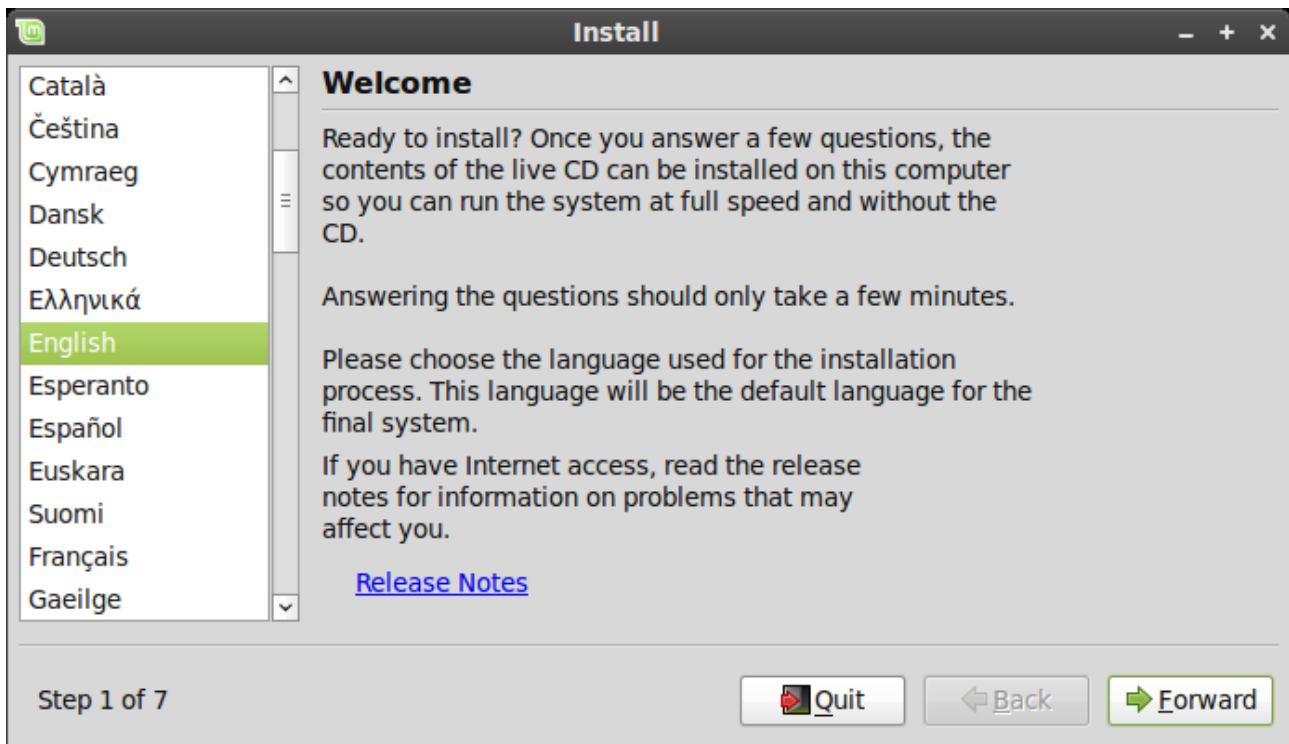 Install
Català
Čeština
Cymraeg
Dansk
Deutsch
Ελληνικά
English
Esperanto
Español
Euskara
Suomi
Français
Gaeilge
Welcome
Ready to install? Once you answer a few questions, the
contents of the live CD can be installed on this computer
so you can run the system at full speed and without the
CD.
Answering the questions should only take a few minutes.
Please choose the language used for the installation
process. This language will be the default language for the
final system.
If you have Internet access, read the release
notes for information on problems that may
affect you.
Release Notes
Step 1 of 7
Quit
Back
Forward